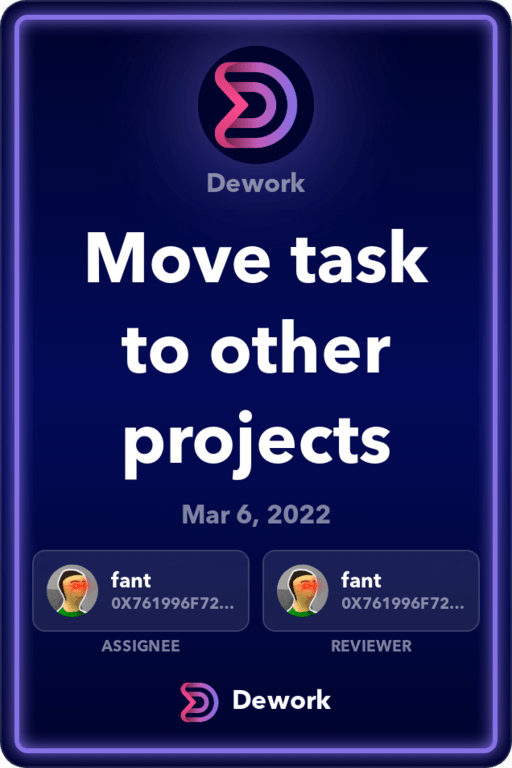 Dework
Move task
to other
projects
Mar 6, 2022
fant
0X761996F72...
ASSIGNEE
fant
0X761996F72...
REVIEWER
Dework